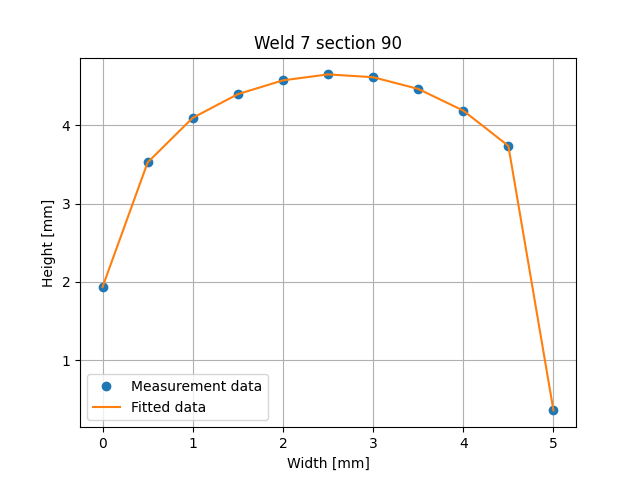 Weld 7 section 90
Height [mm]
4
3
2
1
Measurement data
Fitted data
0 1 2 3 4 5
Width [mm]